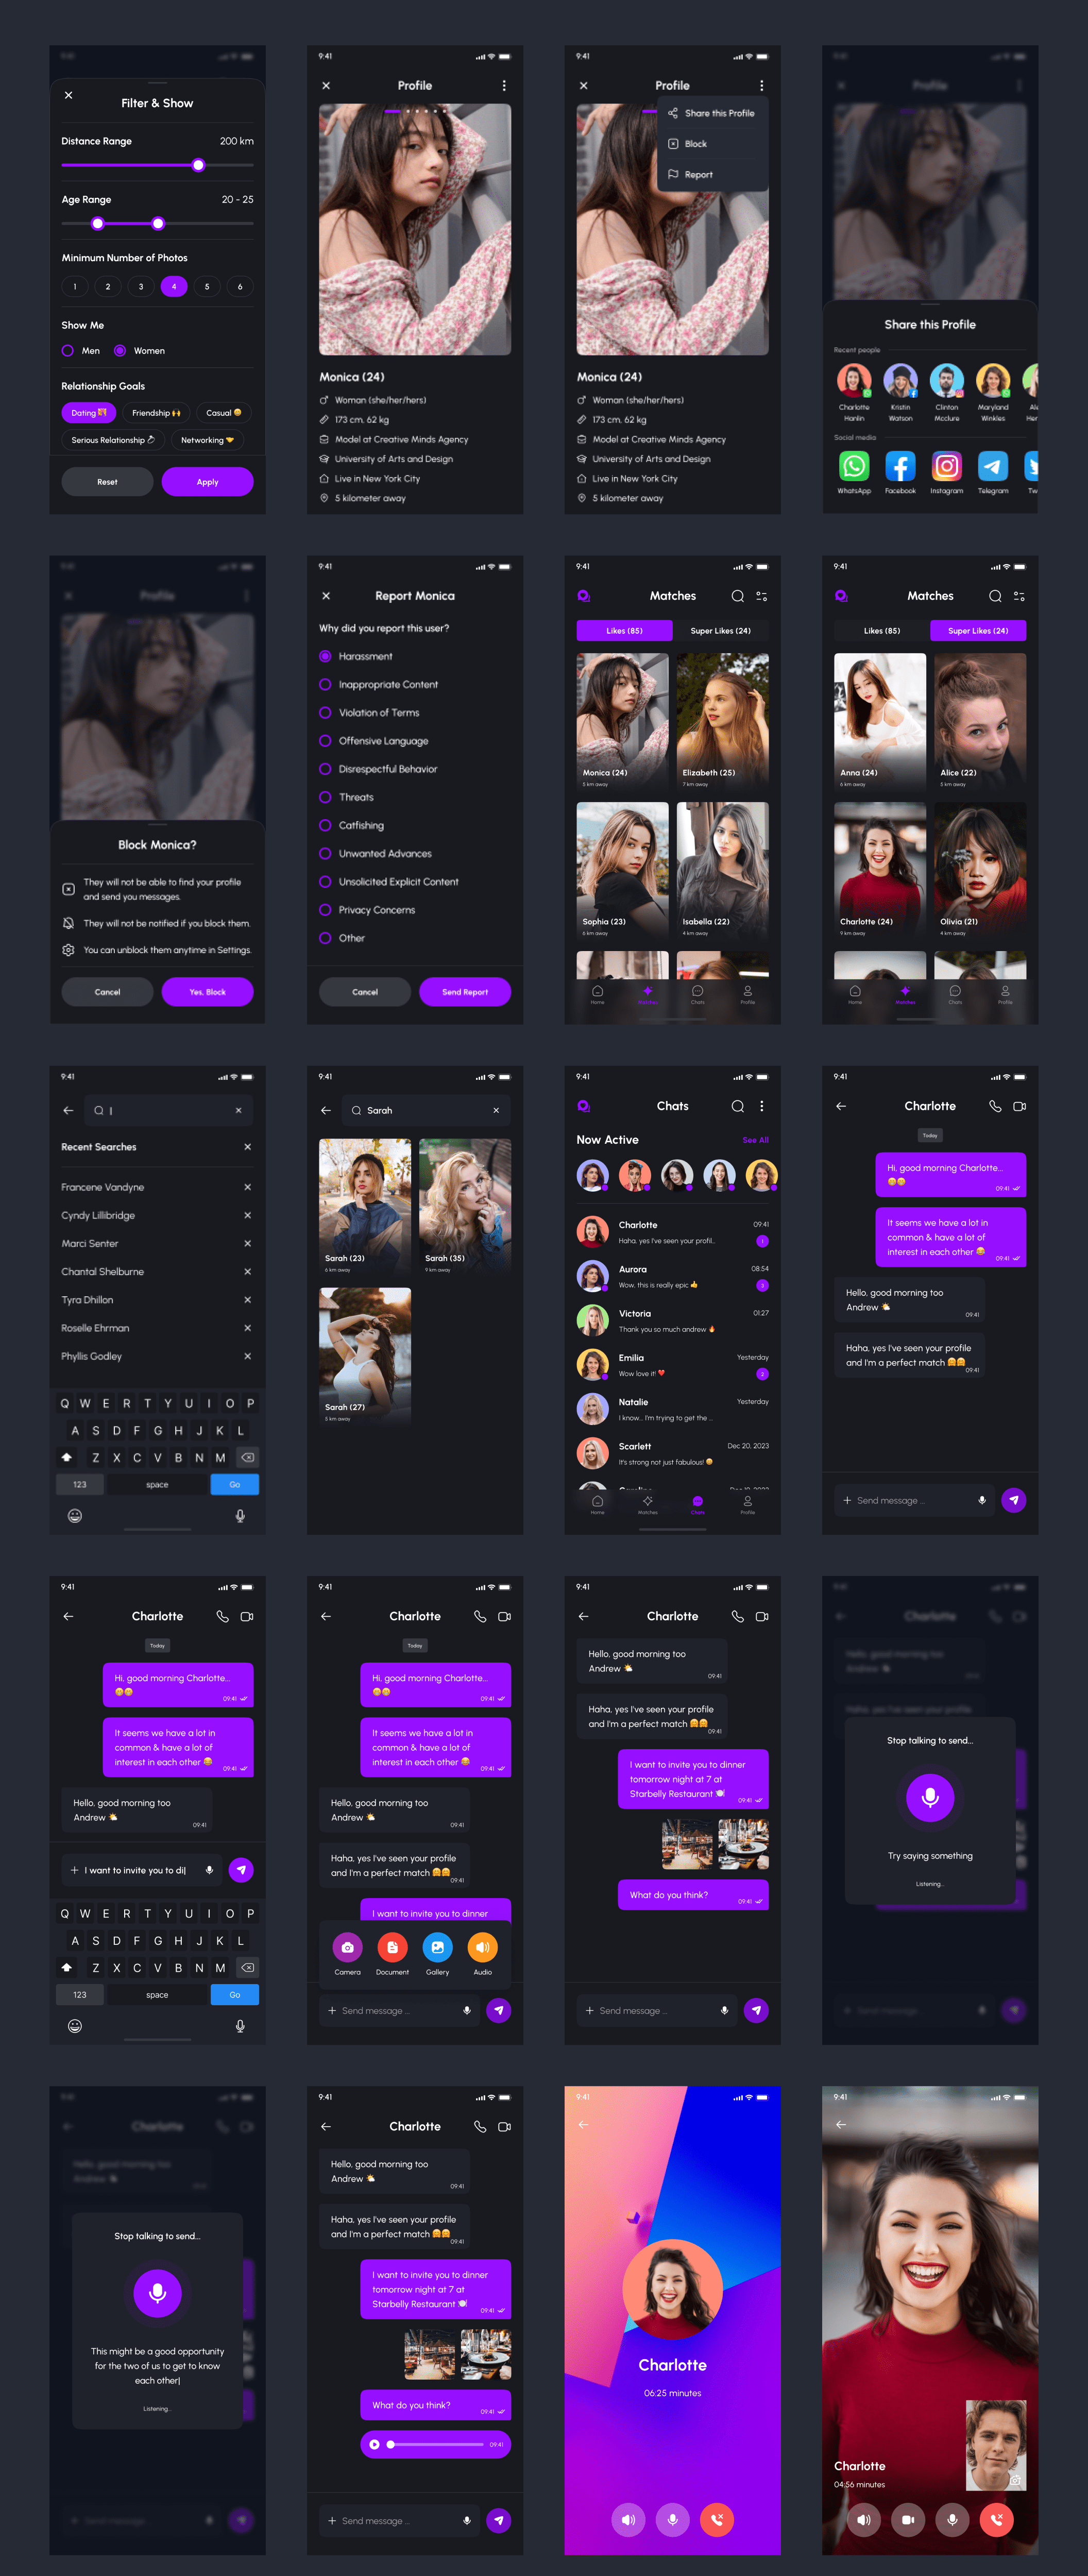 9:41
Filter & Show
Distance Range 200 km
Age Range 20 - 25
Minimum Number of Photos
1 2 3 4 5 6
Show Me
Men Women
Relationship Goals
Dating 🎉 Friendship 🙌 Casual 😀
Serious Relationship 💍 Networking 🤝
Reset Apply
9:41
Profile
Monica (24)
Woman (she/her/hers)
173 cm, 62 kg
Model at Creative Minds Agency
University of Arts and Design
Live in New York City
5 kilometer away
9:41
Profile
Share this Profile
Block
Report
Monica (24)
Woman (she/her/hers)
173 cm, 62 kg
Model at Creative Minds Agency
University of Arts and Design
Live in New York City
5 kilometer away
Profile
Share this Profile
Recent people
Charlotte Hanlin
Kristin Watson
Clinton Mcclure
Maryland Winkles
Social media
WhatsApp Facebook Instagram Telegram
9:41
Profile
Block Monica?
They will not be able to find your profile
and send you messages.
They will not be notified if you block them.
You can unblock them anytime in Settings.
Cancel Yes, Block
9:41
Report Monica
Why did you report this user?
Harassment
Inappropriate Content
Violation of Terms
Offensive Language
Disrespectful Behavior
Threats
Catfishing
Unwanted Advances
Unsolicited Explicit Content
Privacy Concerns
Other
Cancel Send Report
9:41
Matches
Likes (85) Super Likes (24)
Monica (24) Elizabeth (25)
5 km away 7 km away
Sophia (23) Isabella (22)
6 km away 4 km away
Home Matches Chats Profile
9:41
Matches
Likes (85) Super Likes (24)
Anna (24) Alice (22)
6 km away 5 km away
Charlotte (24) Olivia (21)
9 km away 4 km away
Home Matches Chats Profile
9:41
Recent Searches
Francene Vandyne
Cyndy Lillibridge
Marci Senter
Chantal Shelburne
Tyra Dhillon
Roselle Ehrman
Phyllis Godley
Q W E R T Y U I O P
A S D F G H J K L
Z X C V B N M
123 space Go
9:41
Sarah
Sarah (23) Sarah (35)
6 km away 9 km away
Sarah (27)
5 km away
9:41
Chats
Now Active See All
Charlotte 09:41
Haha, yes I've seen your profil.. 1
Aurora 08:54
Wow, this is really epic 👍 3
Victoria 01:27
Thank you so much andrew 🔥
Emilia Yesterday
Wow love it! ❤️ 2
Natalie Yesterday
I know... I'm trying to get the ...
Scarlett Dec 20, 2023
It's strong not just fabulous! 😄
Home Matches Chats Profile
9:41
Charlotte
Today
Hi, good morning Charlotte...
😁😁
09:41
It seems we have a lot in
common & have a lot of
interest in each other 😂
09:41
Hello, good morning too
Andrew 🌤️
09:41
Haha, yes I've seen your profile
and I'm a perfect match 🤗🤗
09:41
Send message ...
9:41
Charlotte
Today
Hi, good morning Charlotte...
😁😁
09:41
It seems we have a lot in
common & have a lot of
interest in each other 😂
09:41
Hello, good morning too
Andrew 🌤️
09:41
I want to invite you to di
Q W E R T Y U I O P
A S D F G H J K L
Z X C V B N M
123 space Go
9:41
Charlotte
Today
Hi, good morning Charlotte...
😁😁
09:41
It seems we have a lot in
common & have a lot of
interest in each other 😂
09:41
Hello, good morning too
Andrew 🌤️
09:41
Haha, yes I've seen your profile
and I'm a perfect match 🤗🤗
09:41
I want to invite you to dinner
Camera Document Gallery Audio
Send message ...
9:41
Charlotte
Hello, good morning too
Andrew 🌤️
09:41
Haha, yes I've seen your profile
and I'm a perfect match 🤗🤗
09:41
I want to invite you to dinner
tomorrow night at 7 at
Starbelly Restaurant 🍽️
09:41
What do you think?
09:41
Send message ...
Charlotte
Stop talking to send...
Try saying something
Listening...
Charlotte
Stop talking to send...
This might be a good opportunity
for the two of us to get to know
each other
Listening...
9:41
Charlotte
Hello, good morning too
Andrew 🌤️
09:41
Haha, yes I've seen your profile
and I'm a perfect match 🤗🤗
09:41
I want to invite you to dinner
tomorrow night at 7 at
Starbelly Restaurant 🍽️
09:41
What do you think?
09:41
09:41
Send message ...
9:41
Charlotte
06:25 minutes
9:41
Charlotte
04:56 minutes